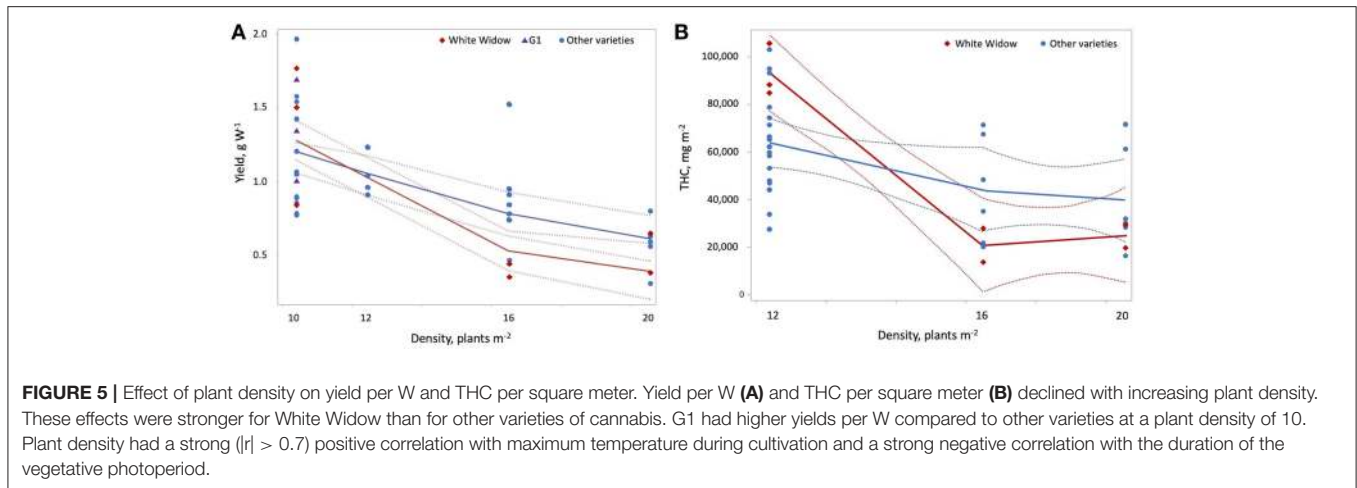 A
White Widow G1 Other varieties
2.0
1.5
1.0
0.5
Yield, g W-1
10 12 16 20
Density, plants m-2
B
White Widow Other varieties
100,000
80,000
60,000
40,000
20,000
0
THC, mg m-2
12 16 20
Density, plants m-2
FIGURE 5 | Effect of plant density on yield per W and THC per square meter. Yield per W (A) and THC per square meter (B) declined with increasing plant density.
These effects were stronger for White Widow than for other varieties of cannabis. G1 had higher yields per W compared to other varieties at a plant density of 10.
Plant density had a strong (|r| > 0.7) positive correlation with maximum temperature during cultivation and a strong negative correlation with the duration of the
vegetative photoperiod.